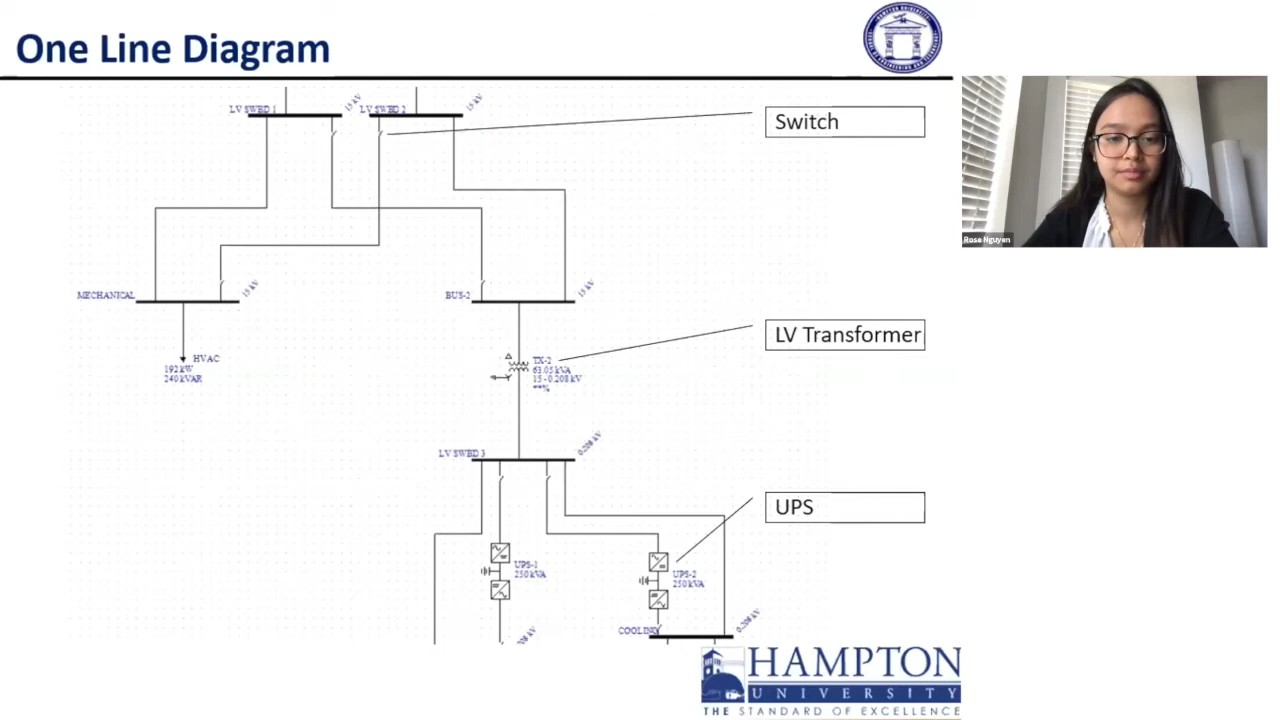 One Line Diagram
LV SWBD 1
15 kV
LV SWBD 2
15 kV
Switch
Rose Nguyen
MECHANICAL
15 kV
BUS-2
15 kV
HVAC
192 kW
240 kVAR
TX-2
63.05 kVA
15 - 0.208 kV
LV Transformer
LV SWBD 3
0.208 kV
UPS
UPS-1
250 kVA
UPS-2
250 kVA
COOLING
0.208 kV
HAMPTON
UNIVERSITY
THE STANDARD OF EXCELLENCE